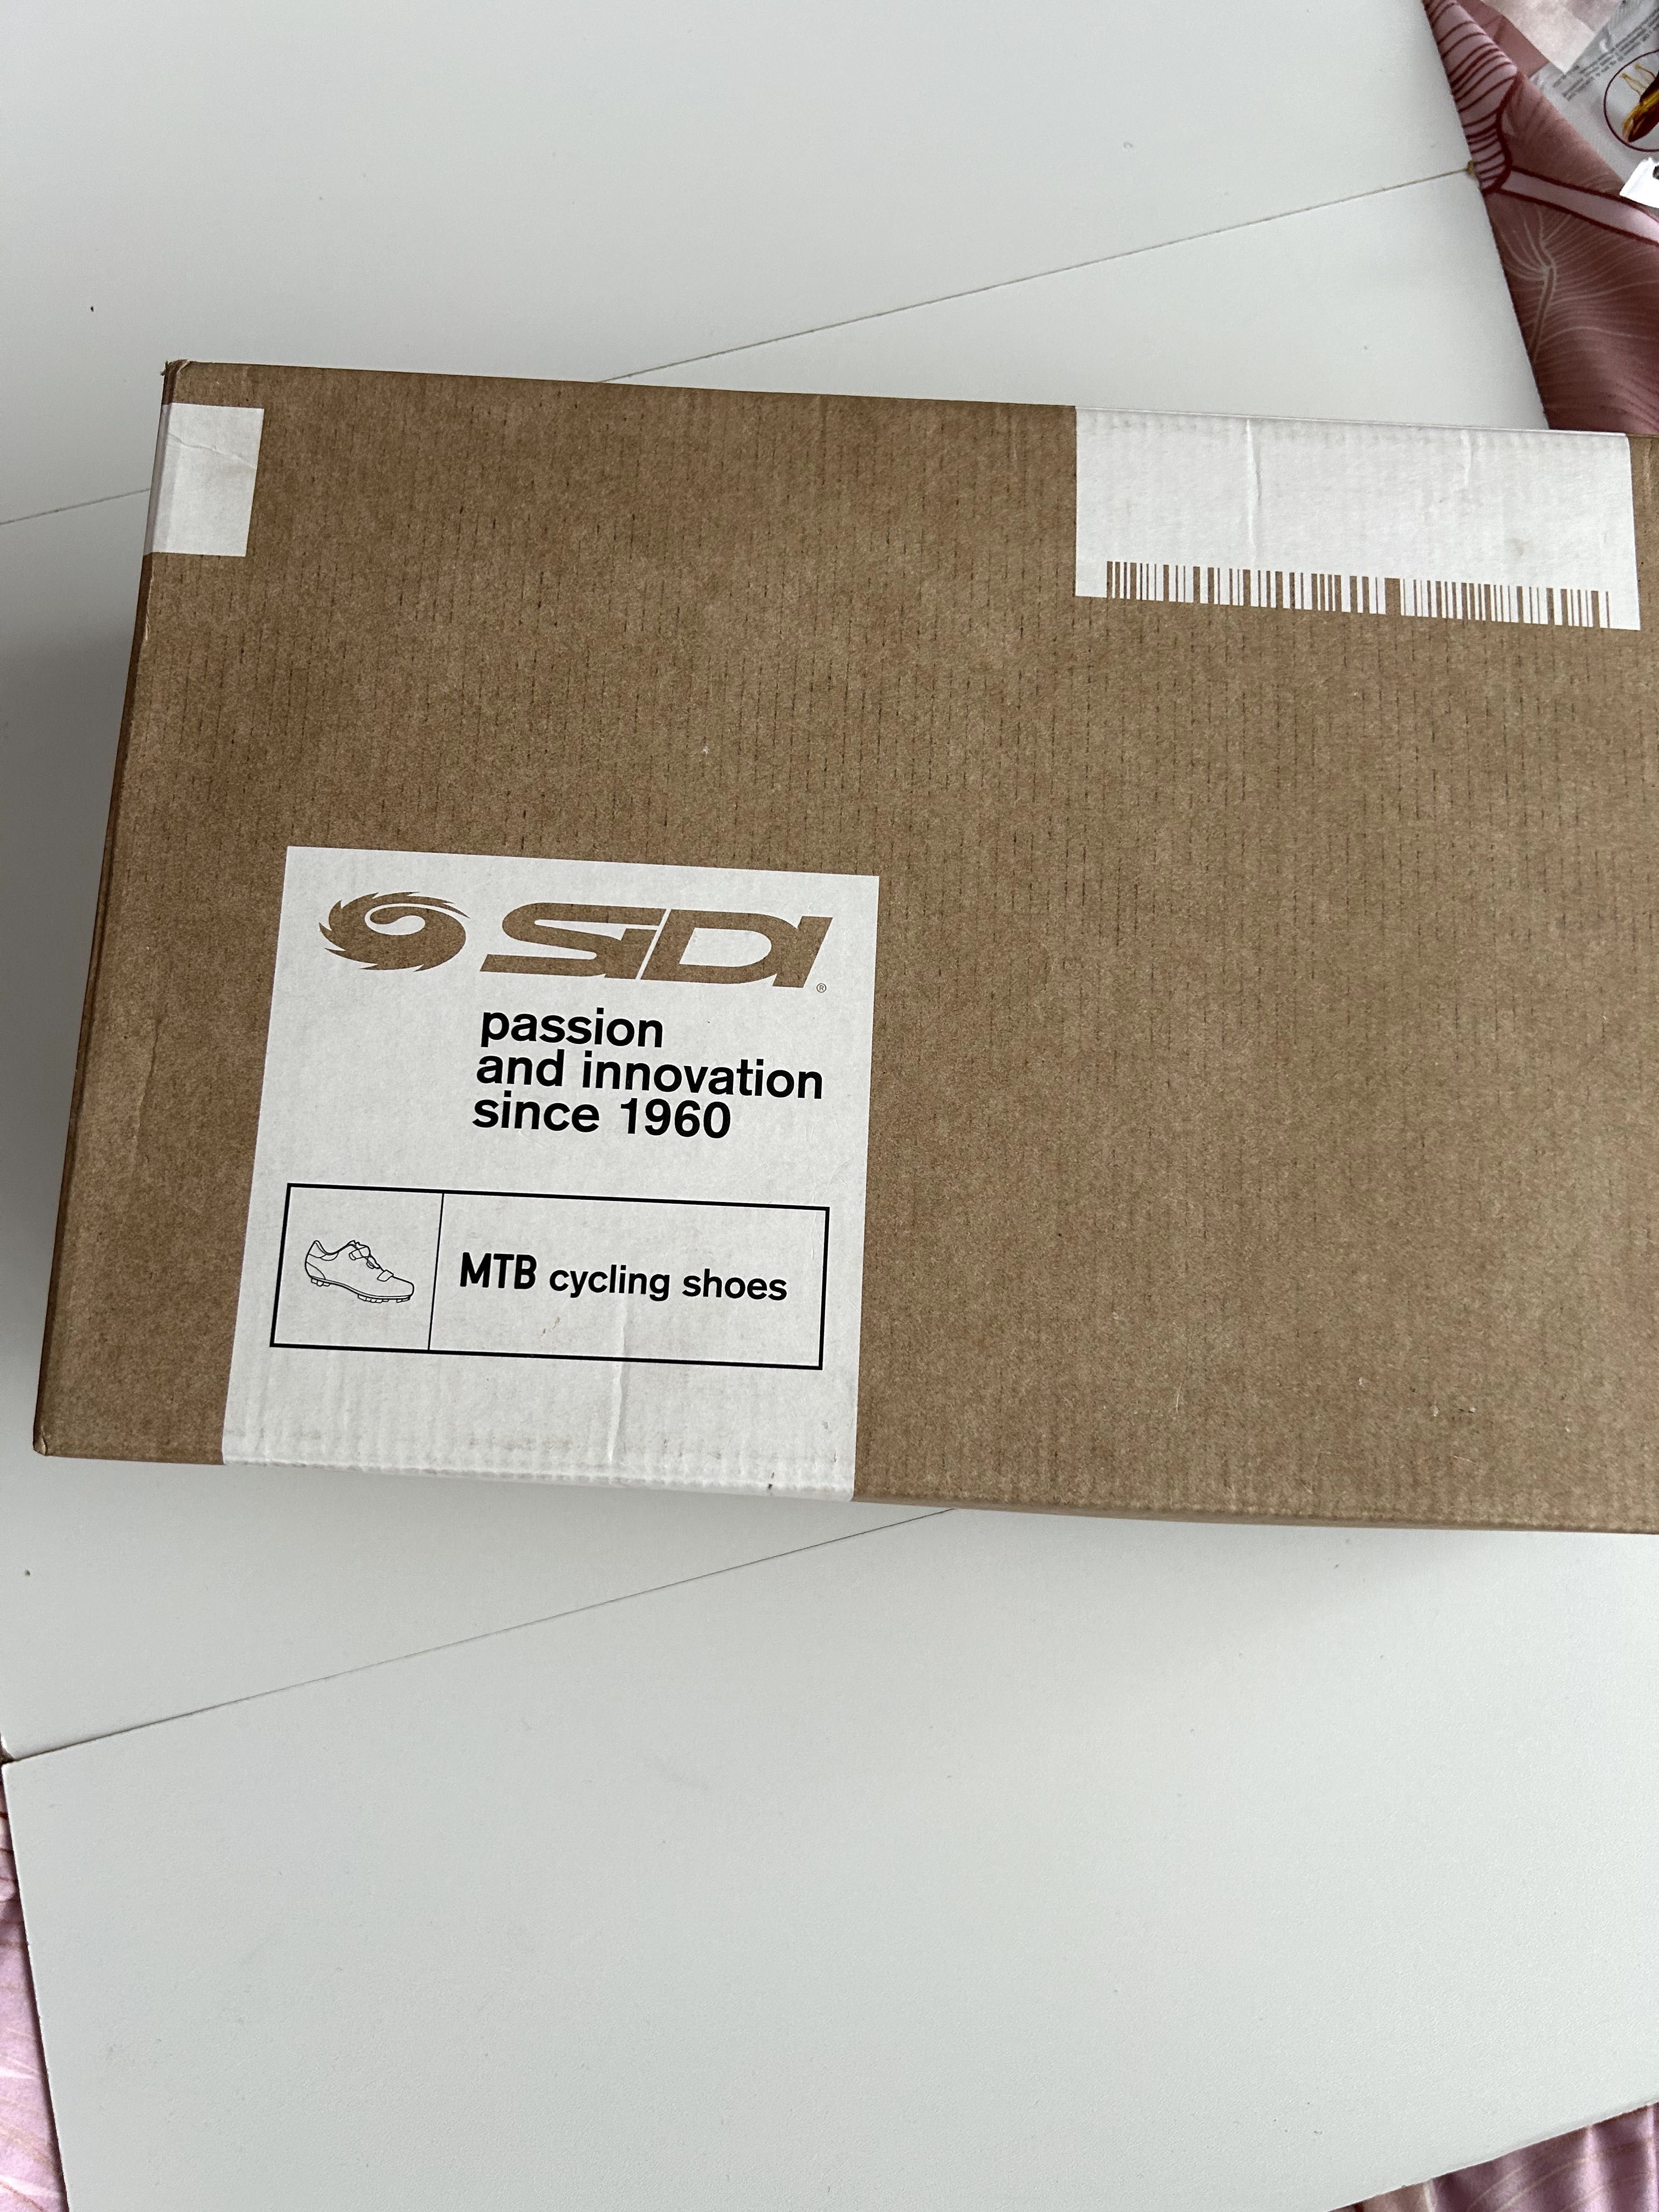 SIDI®
passion
and innovation
since 1960
MTB cycling shoes